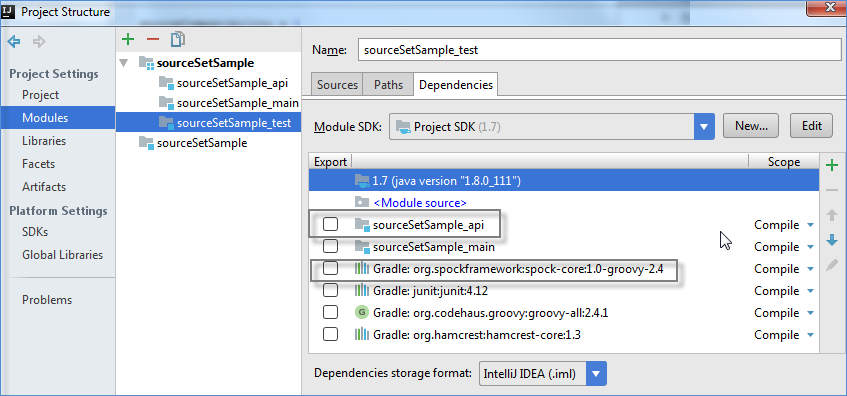 Project Structure
Project Settings
Project
Modules
Libraries
Facets
Artifacts
Platform Settings
SDKs
Global Libraries
Problems
sourceSetSample
sourceSetSample_api
sourceSetSample_main
sourceSetSample_test
sourceSetSample
Name: sourceSetSample_test
Sources Paths Dependencies
Module SDK: Project SDK (1.7) New... Edit
Export Scope
1.7 (java version "1.8.0_111")
<Module source>
sourceSetSample_api Compile
sourceSetSample_main Compile
Gradle: org.spockframework:spock-core:1.0-groovy-2.4 Compile
Gradle: junit:junit:4.12 Compile
G Gradle: org.codehaus.groovy:groovy-all:2.4.1 Compile
Gradle: org.hamcrest:hamcrest-core:1.3 Compile
Dependencies storage format: IntelliJ IDEA (.iml)